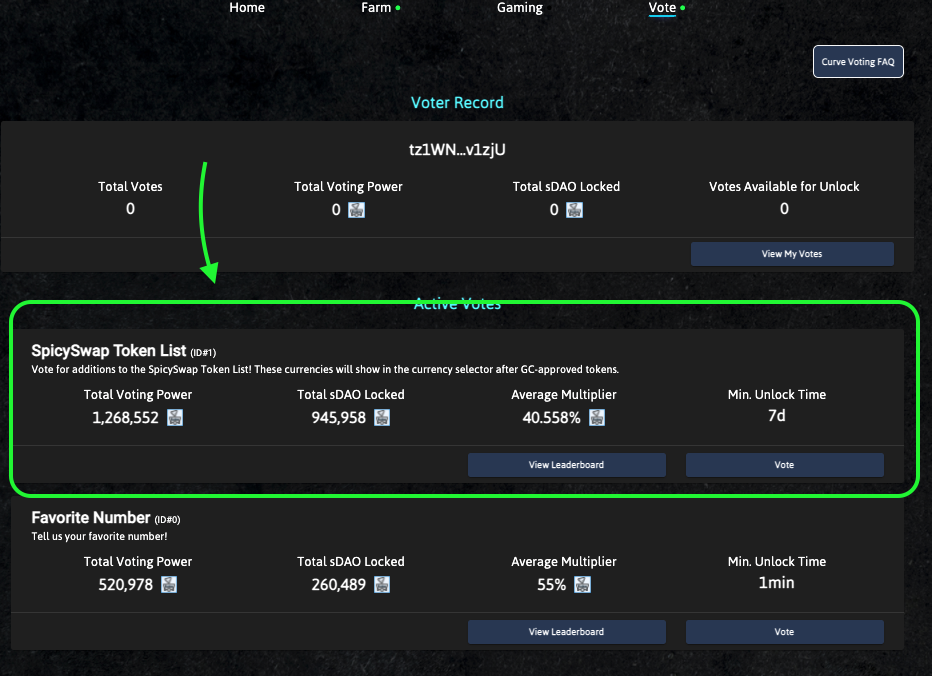 Home Farm Gaming Vote
Curve Voting FAQ
Voter Record
tz1WN...v1zjU
Total Votes Total Voting Power Total sDAO Locked Votes Available for Unlock
0 0 0 0
View My Votes
Active Votes
SpicySwap Token List (ID#1)
Vote for additions to the SpicySwap Token List! These currencies will show in the currency selector after GC-approved tokens.
Total Voting Power Total sDAO Locked Average Multiplier Min. Unlock Time
1,268,552 945,958 40.558% 7d
View Leaderboard Vote
Favorite Number (ID#0)
Tell us your favorite number!
Total Voting Power Total sDAO Locked Average Multiplier Min. Unlock Time
520,978 260,489 55% 1min
View Leaderboard Vote